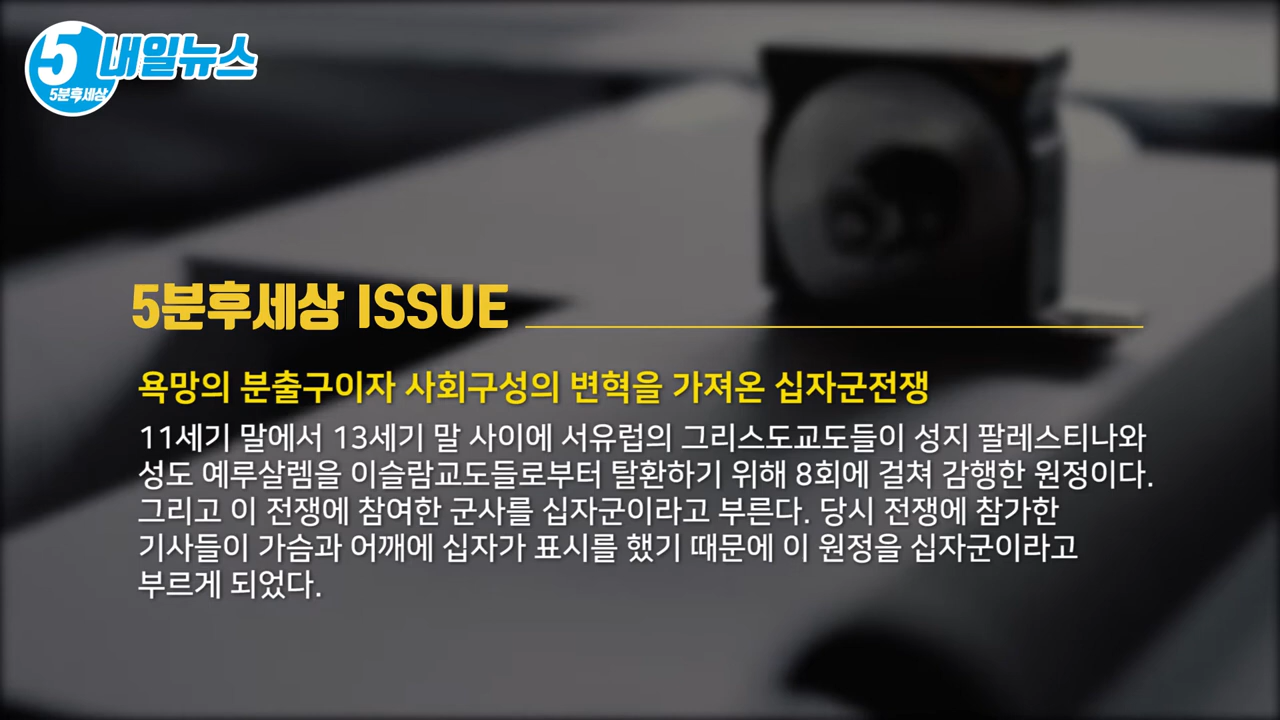 5 내일뉴스
5분후세상
5분후세상 ISSUE
욕망의 분출구이자 사회구성의 변혁을 가져온 십자군전쟁
11세기 말에서 13세기 말 사이에 서유럽의 그리스도교도들이 성지 팔레스티나와
성도 예루살렘을 이슬람교도들로부터 탈환하기 위해 8회에 걸쳐 감행한 원정이다.
그리고 이 전쟁에 참여한 군사를 십자군이라고 부른다. 당시 전쟁에 참가한
기사들이 가슴과 어깨에 십자가 표시를 했기 때문에 이 원정을 십자군이라고
부르게 되었다.